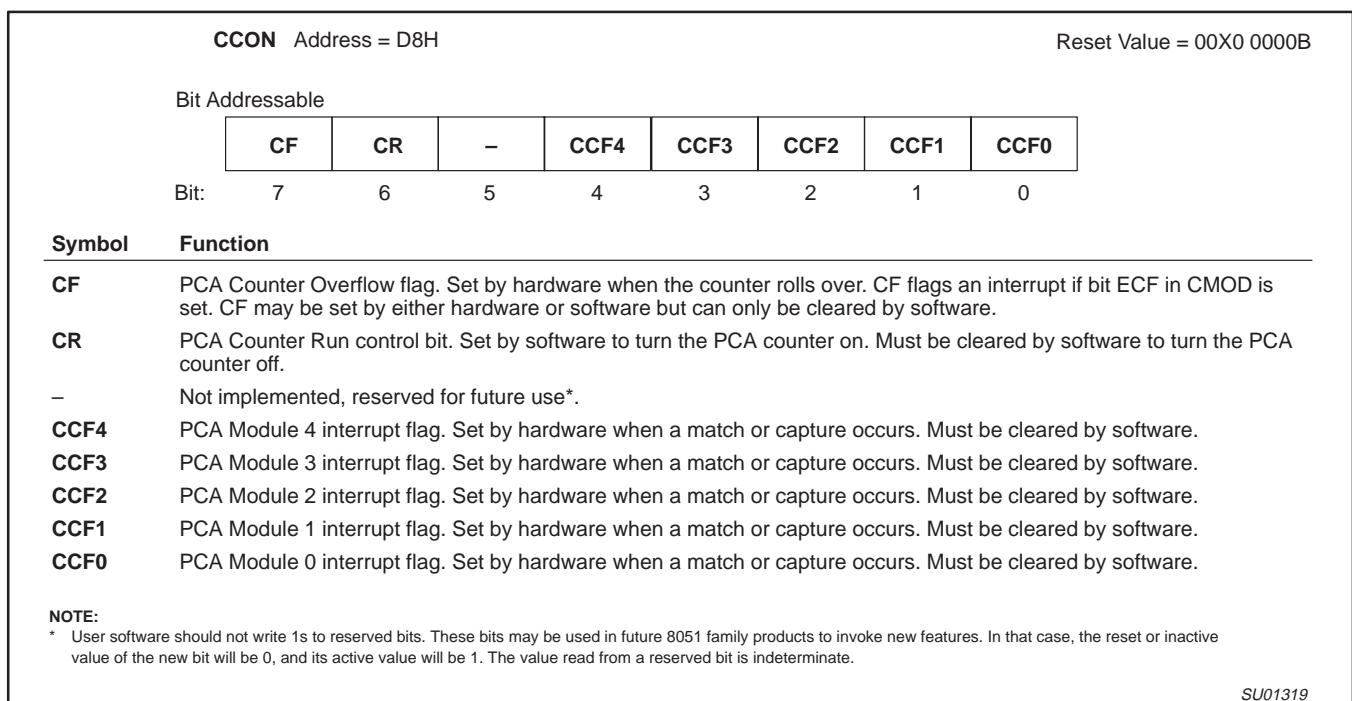 CCON Address = D8H Reset Value = 00X0 0000B
Bit Addressable
CF CR – CCF4 CCF3 CCF2 CCF1 CCF0
Bit: 7 6 5 4 3 2 1 0
Symbol Function
CF PCA Counter Overflow flag. Set by hardware when the counter rolls over. CF flags an interrupt if bit ECF in CMOD is
set. CF may be set by either hardware or software but can only be cleared by software.
CR PCA Counter Run control bit. Set by software to turn the PCA counter on. Must be cleared by software to turn the PCA
counter off.
– Not implemented, reserved for future use*.
CCF4 PCA Module 4 interrupt flag. Set by hardware when a match or capture occurs. Must be cleared by software.
CCF3 PCA Module 3 interrupt flag. Set by hardware when a match or capture occurs. Must be cleared by software.
CCF2 PCA Module 2 interrupt flag. Set by hardware when a match or capture occurs. Must be cleared by software.
CCF1 PCA Module 1 interrupt flag. Set by hardware when a match or capture occurs. Must be cleared by software.
CCF0 PCA Module 0 interrupt flag. Set by hardware when a match or capture occurs. Must be cleared by software.
NOTE:
* User software should not write 1s to reserved bits. These bits may be used in future 8051 family products to invoke new features. In that case, the reset or inactive
value of the new bit will be 0, and its active value will be 1. The value read from a reserved bit is indeterminate.
SU01319